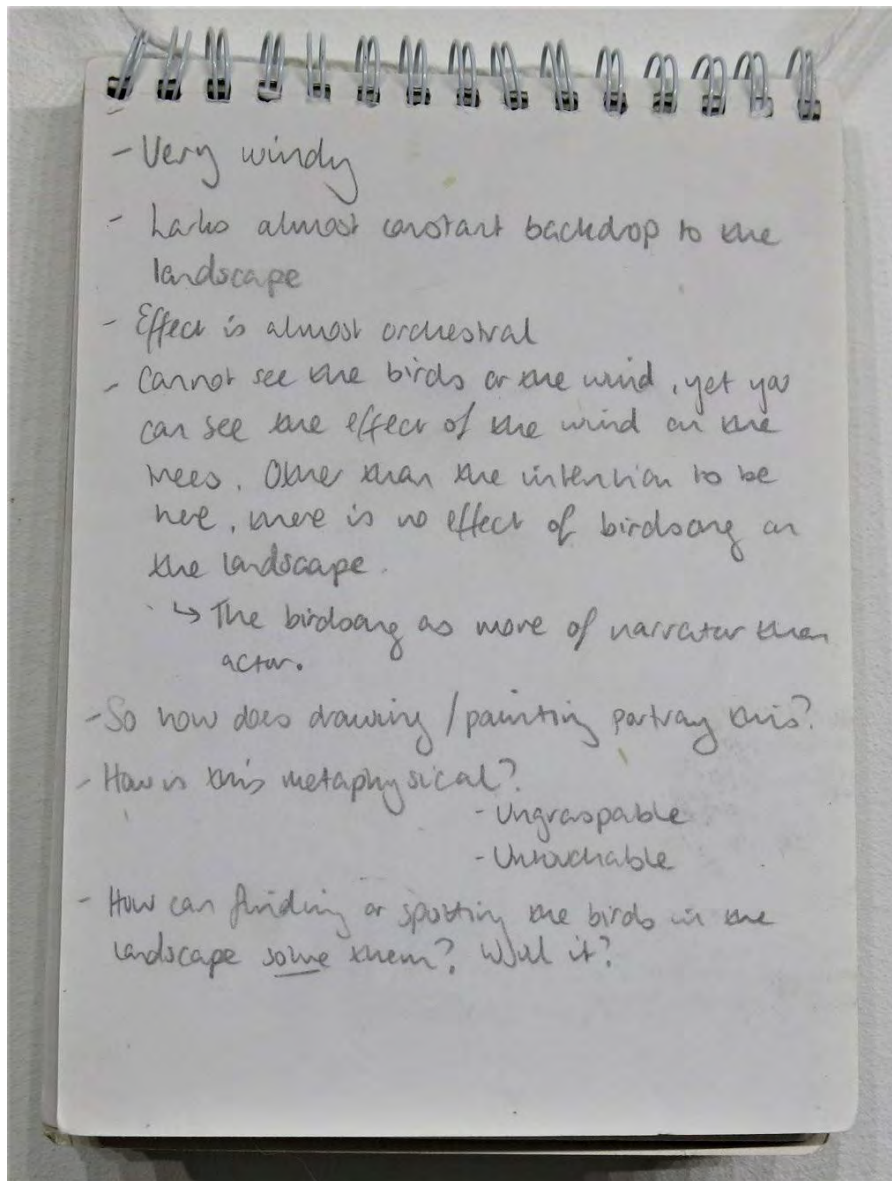 - Very windy
- Larks almost constant backdrop to the
landscape
- Effect is almost orchestral
- Cannot see the birds or the wind, yet you
can see the effect of the wind on the
trees. Other than the intention to be
here, there is no effect of birdsong on
the landscape.
↳ The birdsong as more of narrator than
actor.
- So how does drawing / painting portray this?
- How is this metaphysical?
- Ungraspable
- Untouchable
- How can finding or spotting the birds in the
landscape solve them? Will it?